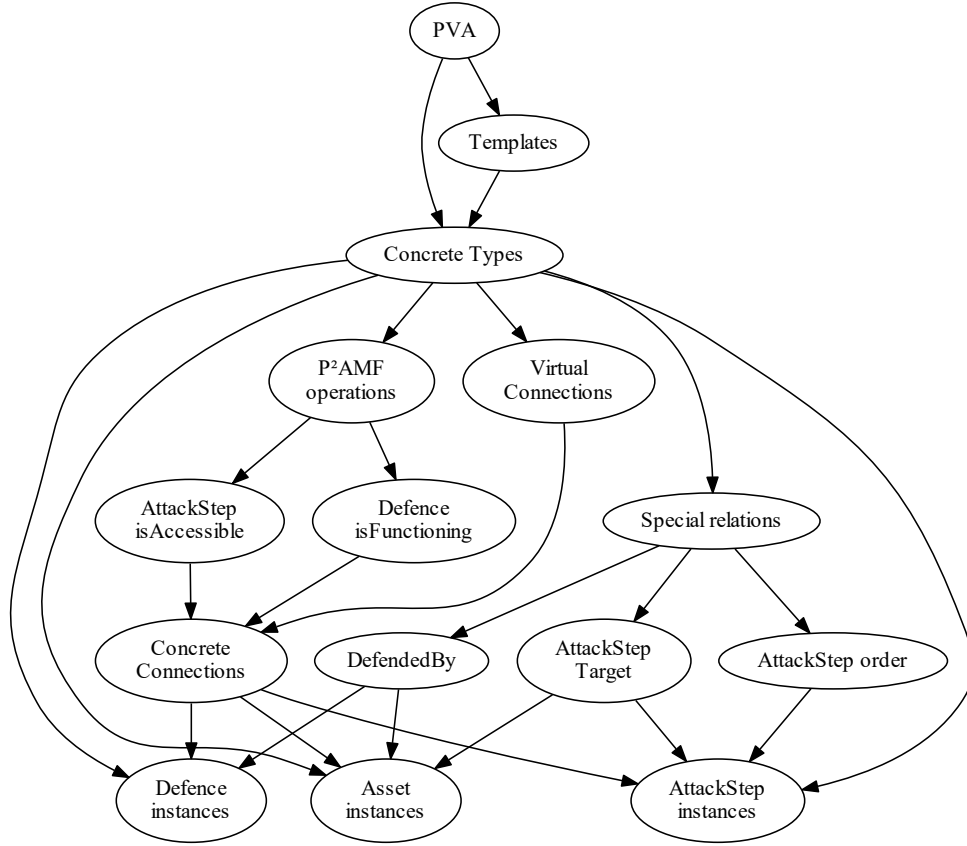 PVA
Templates
Concrete Types
P²AMF
operations
Virtual
Connections
AttackStep
isAccessible
Defence
isFunctioning
Special relations
Concrete
Connections
DefendedBy
AttackStep
Target
AttackStep order
Defence
instances
Asset
instances
AttackStep
instances